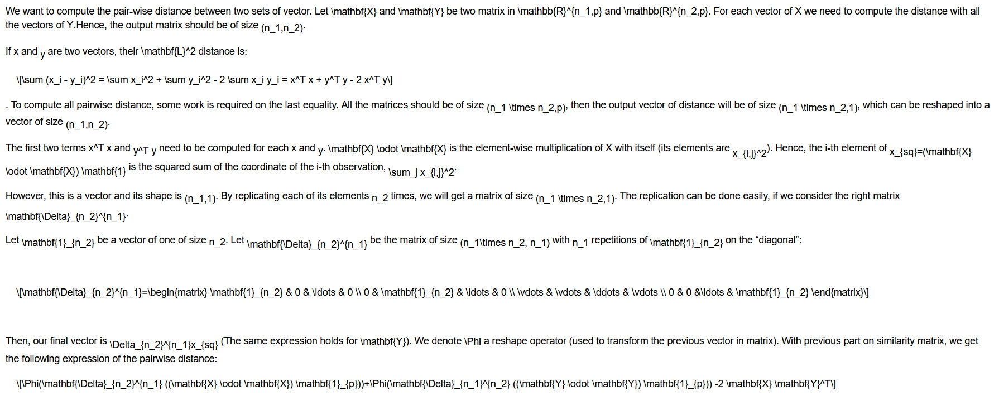 We want to compute the pair-wise distance between two sets of vector. Let \mathbf{X} and \mathbf{Y} be two matrix in \mathbb{R}^{n_1,p} and \mathbb{R}^{n_2,p}. For each vector of X we need to compute the distance with all
the vectors of Y.Hence, the output matrix should be of size (n_1,n_2).
If x and y are two vectors, their \mathbf{L}^2 distance is:
\[\sum (x_i - y_i)^2 = \sum x_i^2 + \sum y_i^2 - 2 \sum x_i y_i = x^T x + y^T y - 2 x^T y\]
. To compute all pairwise distance, some work is required on the last equality. All the matrices should be of size (n_1 \times n_2,p), then the output vector of distance will be of size (n_1 \times n_2,1), which can be reshaped into a
vector of size (n_1,n_2).
The first two terms x^T x and y^T y need to be computed for each x and y. \mathbf{X} \odot \mathbf{X} is the element-wise multiplication of X with itself (its elements are x_{i,j}^2). Hence, the i-th element of x_{sq}=(\mathbf{X}
\odot \mathbf{X}) \mathbf{1} is the squared sum of the coordinate of the i-th observation, \sum_j x_{i,j}^2.
However, this is a vector and its shape is (n_1,1). By replicating each of its elements n_2 times, we will get a matrix of size (n_1 \times n_2,1). The replication can be done easily, if we consider the right matrix
\mathbf{\Delta}_{n_2}^{n_1}.
Let \mathbf{1}_{n_2} be a vector of one of size n_2. Let \mathbf{\Delta}_{n_2}^{n_1} be the matrix of size (n_1\times n_2, n_1) with n_1 repetitions of \mathbf{1}_{n_2} on the “diagonal”:
\[\mathbf{\Delta}_{n_2}^{n_1}=\begin{matrix} \mathbf{1}_{n_2} & 0 & \ldots & 0 \\ 0 & \mathbf{1}_{n_2} & \ldots & 0 \\ \vdots & \vdots & \ddots & \vdots \\ 0 & 0 &\ldots & \mathbf{1}_{n_2} \end{matrix}\]
Then, our final vector is \Delta_{n_2}^{n_1}x_{sq} (The same expression holds for \mathbf{Y}). We denote \Phi a reshape operator (used to transform the previous vector in matrix). With previous part on similarity matrix, we get
the following expression of the pairwise distance:
\[\Phi(\mathbf{\Delta}_{n_2}^{n_1} ((\mathbf{X} \odot \mathbf{X}) \mathbf{1}_{p}))+\Phi(\mathbf{\Delta}_{n_1}^{n_2} ((\mathbf{Y} \odot \mathbf{Y}) \mathbf{1}_{p})) -2 \mathbf{X} \mathbf{Y}^T\]